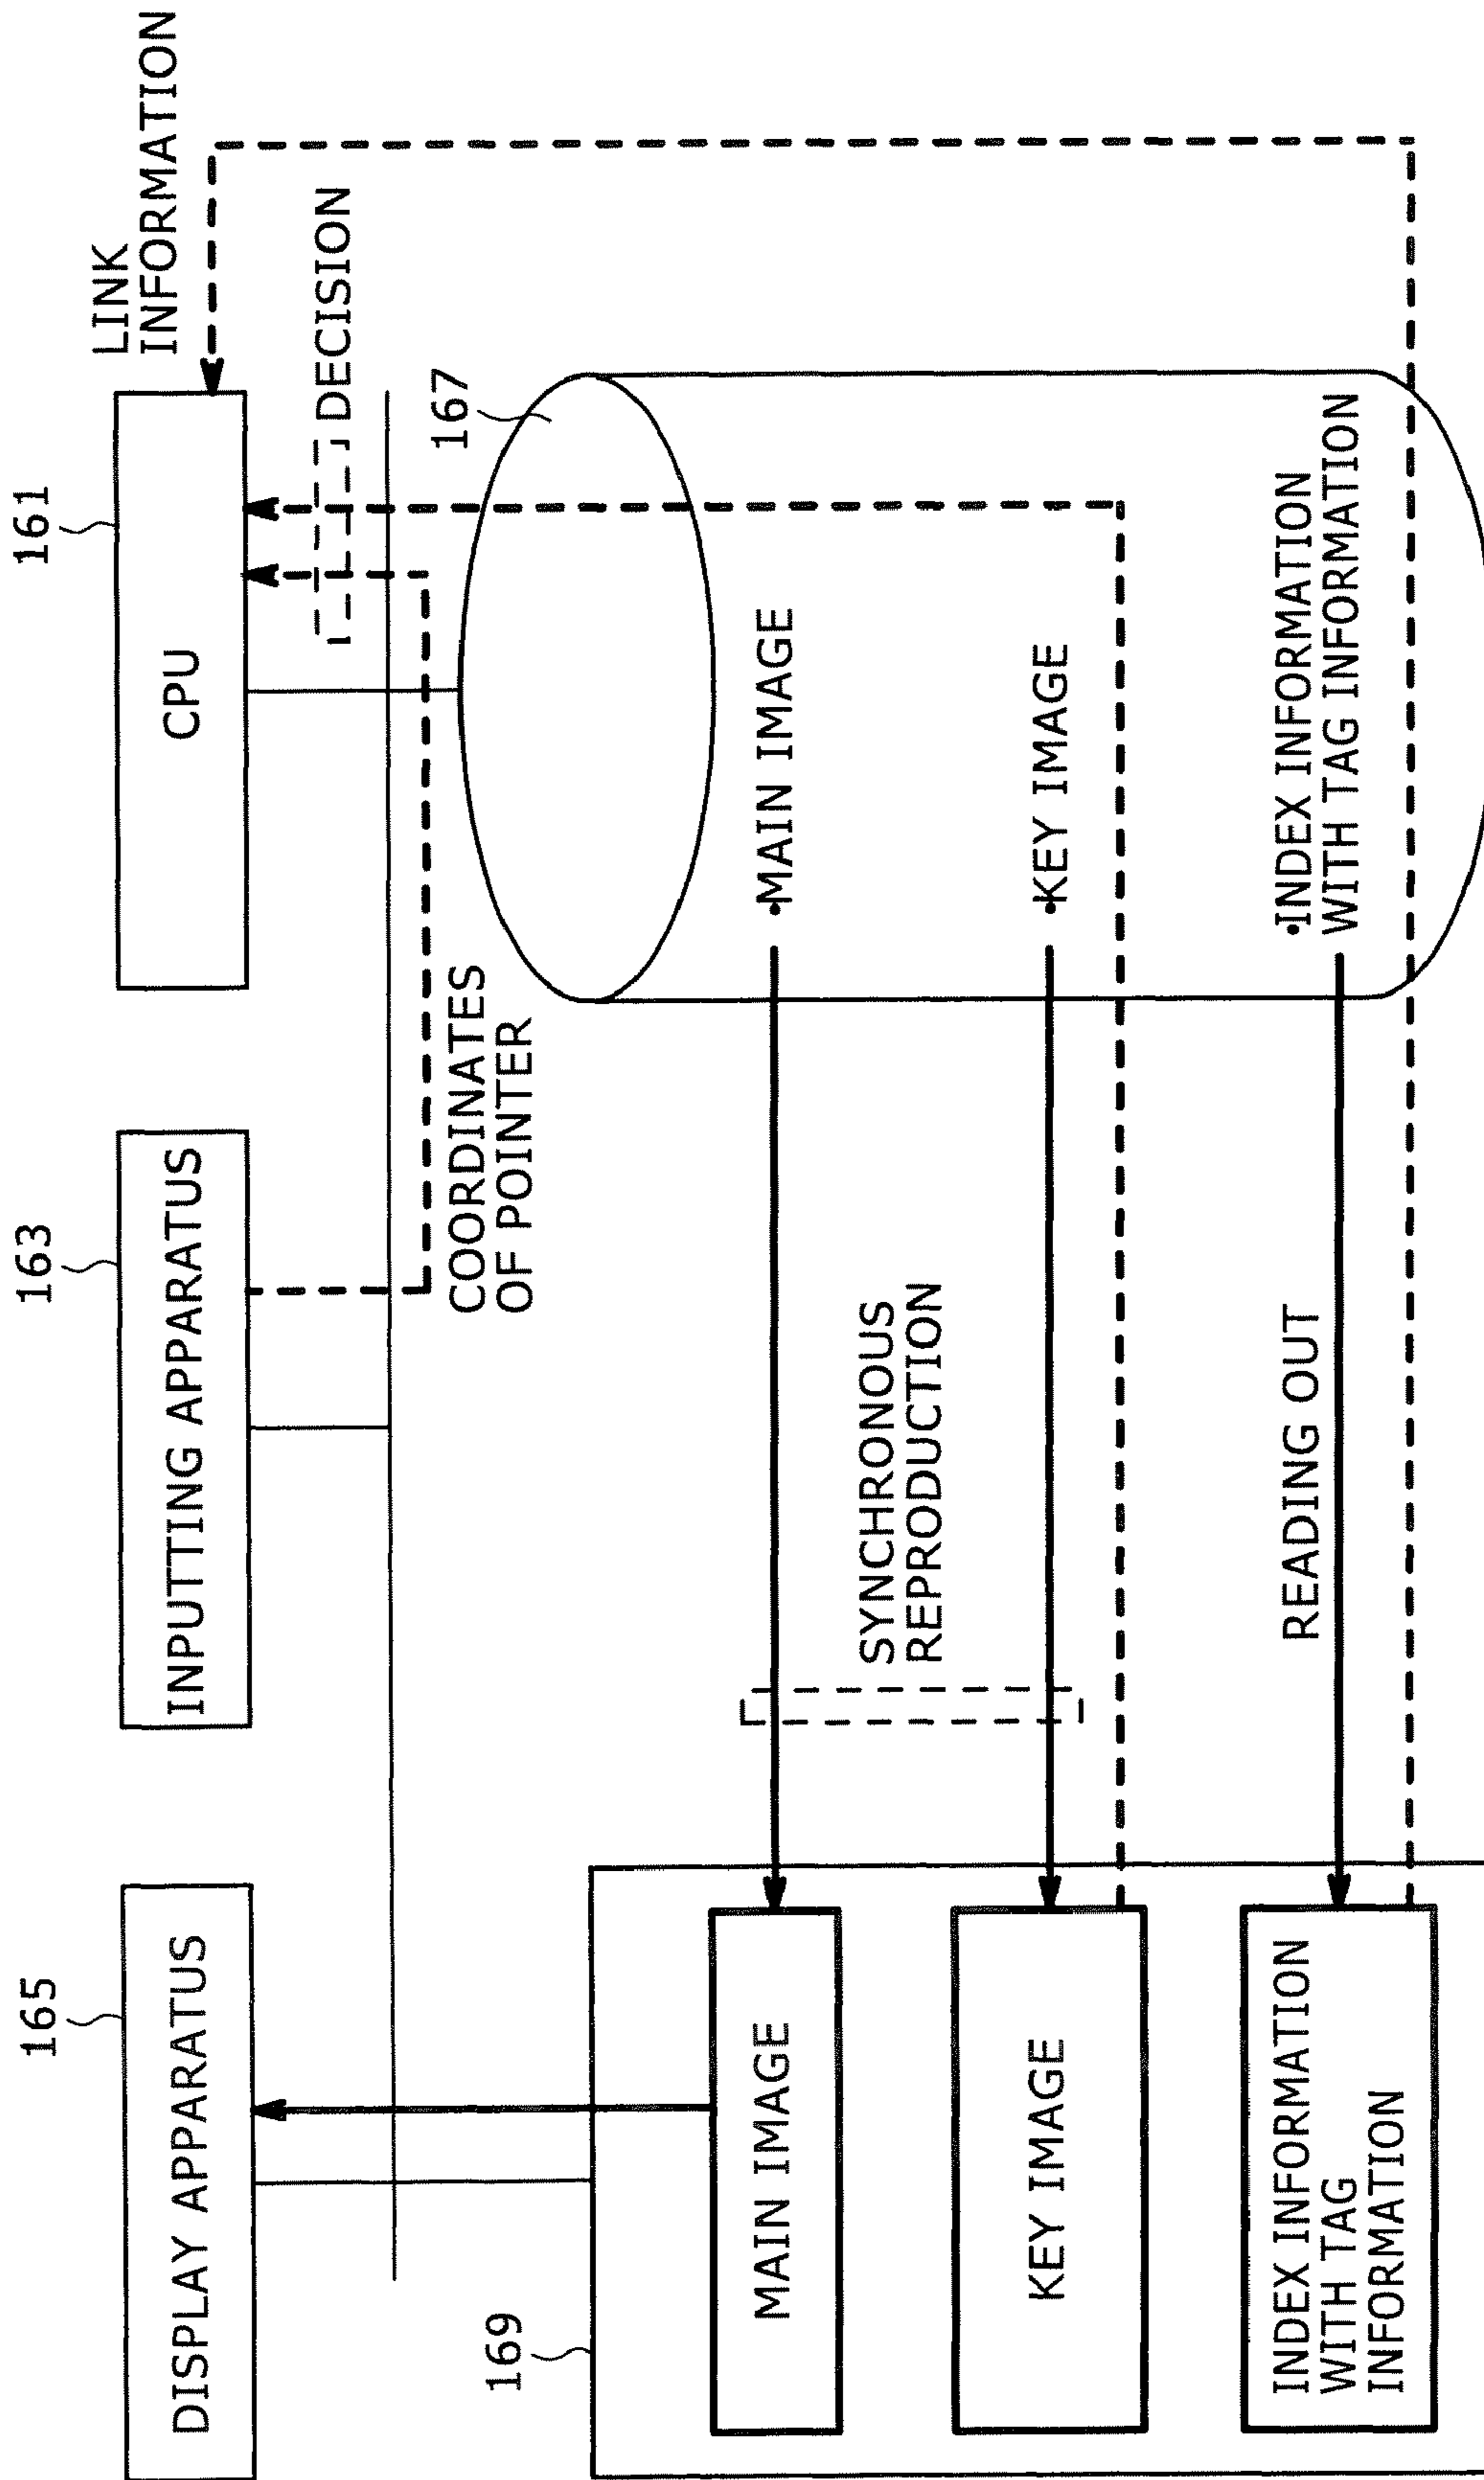 165
163
161
LINK
INFORMATION
DISPLAY APPARATUS
INPUTTING APPARATUS
CPU
DECISION
169
COORDINATES
OF POINTER
167
MAIN IMAGE
SYNCHRONOUS
REPRODUCTION
•MAIN IMAGE
KEY IMAGE
•KEY IMAGE
INDEX INFORMATION
WITH TAG
INFORMATION
READING OUT
•INDEX INFORMATION
WITH TAG INFORMATION